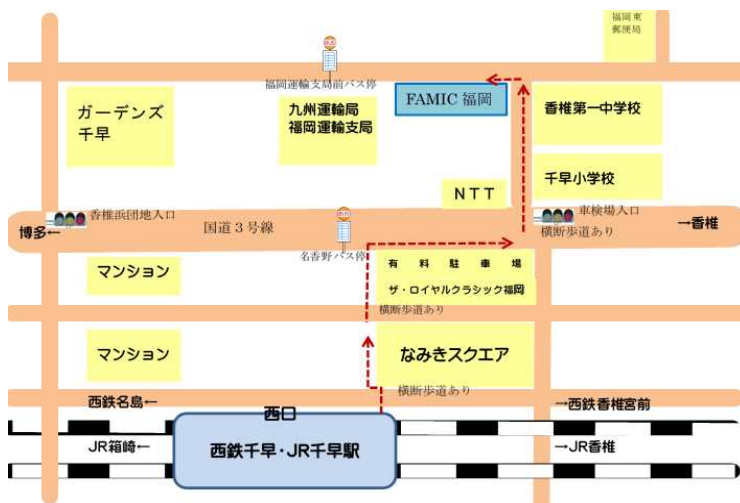 福岡東
郵便局
福岡運輸支局前バス停
FAMIC 福岡
ガーデンズ
千早
九州運輸局
福岡運輸支局
香椎第一中学校
千早小学校
NTT
香椎浜団地入口
車検場入口
博多←
国道3号線
→香椎
横断歩道あり
名香野バス停
有料駐車場
マンション
ザ・ロイヤルクラシック福岡
横断歩道あり
マンション
なみきスクエア
横断歩道あり
西鉄名島←
→西鉄香椎宮前
西口
JR箱崎←
西鉄千早・JR千早駅
→JR香椎